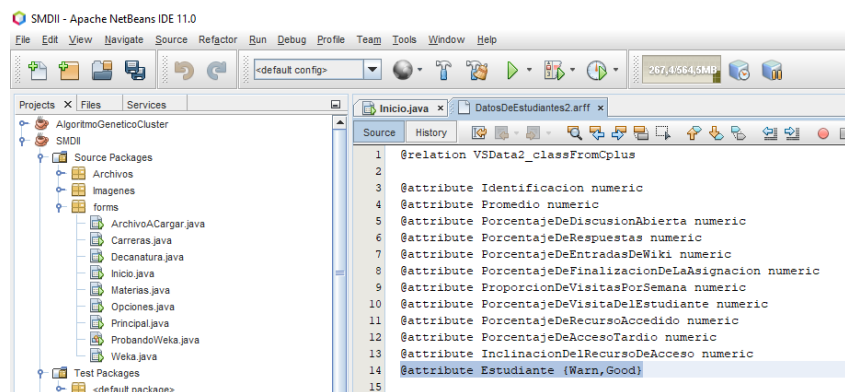 SMDII - Apache NetBeans IDE 11.0
File Edit View Navigate Source Refactor Run Debug Profile Team Tools Window Help
<default config>
267,4/564,5MB
Projects Files Services
AlgoritmoGeneticoCluster
SMDII
Source Packages
Archivos
Imagenes
forms
ArchivoACargar.java
Carreras.java
Decanatura.java
Inicio.java
Materias.java
Opciones.java
Principal.java
ProbandoWeka.java
Weka.java
Test Packages
<default package>
Inicio.java DatosDeEstudiantes2.arff
Source History
1 @relation VSData2_classFromCplus
2
3 @attribute Identificacion numeric
4 @attribute Promedio numeric
5 @attribute PorcentajeDeDiscusionAbierta numeric
6 @attribute PorcentajeDeRespuestas numeric
7 @attribute PorcentajeDeEntradasDeWiki numeric
8 @attribute PorcentajeDeFinalizacionDeLaAsignacion numeric
9 @attribute ProporcionDeVisitasPorSemana numeric
10 @attribute PorcentajeDeVisitaDelEstudiante numeric
11 @attribute PorcentajeDeRecursoAccedido numeric
12 @attribute PorcentajeDeAccesoTardio numeric
13 @attribute InclinacionDelRecursoDeAcceso numeric
14 @attribute Estudiante {Warn,Good}
15